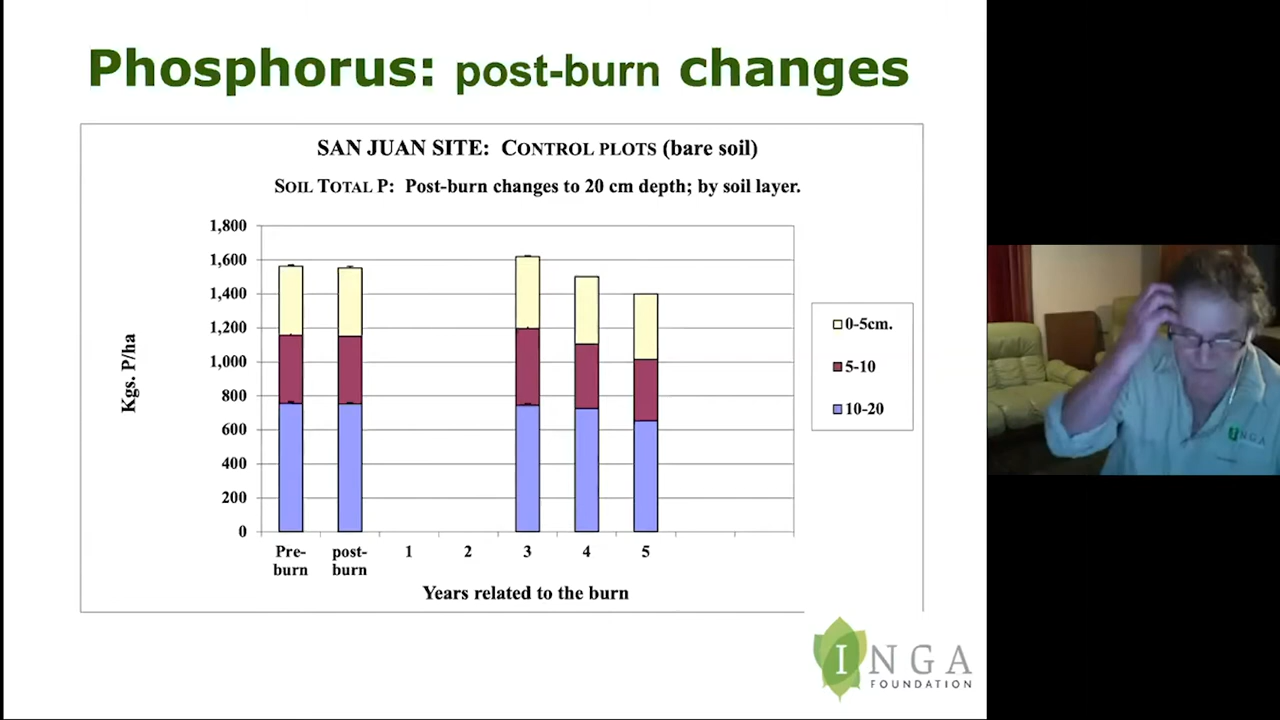 Phosphorus: post-burn changes
SAN JUAN SITE: CONTROL PLOTS (bare soil)
SOIL TOTAL P: Post-burn changes to 20 cm depth; by soil layer.
Kgs. P/ha
1,800
1,600
1,400
1,200
1,000
800
600
400
200
0
Pre-burn
post-burn
1
2
3
4
5
Years related to the burn
0-5cm.
5-10
10-20
INGA
FOUNDATION
INGA